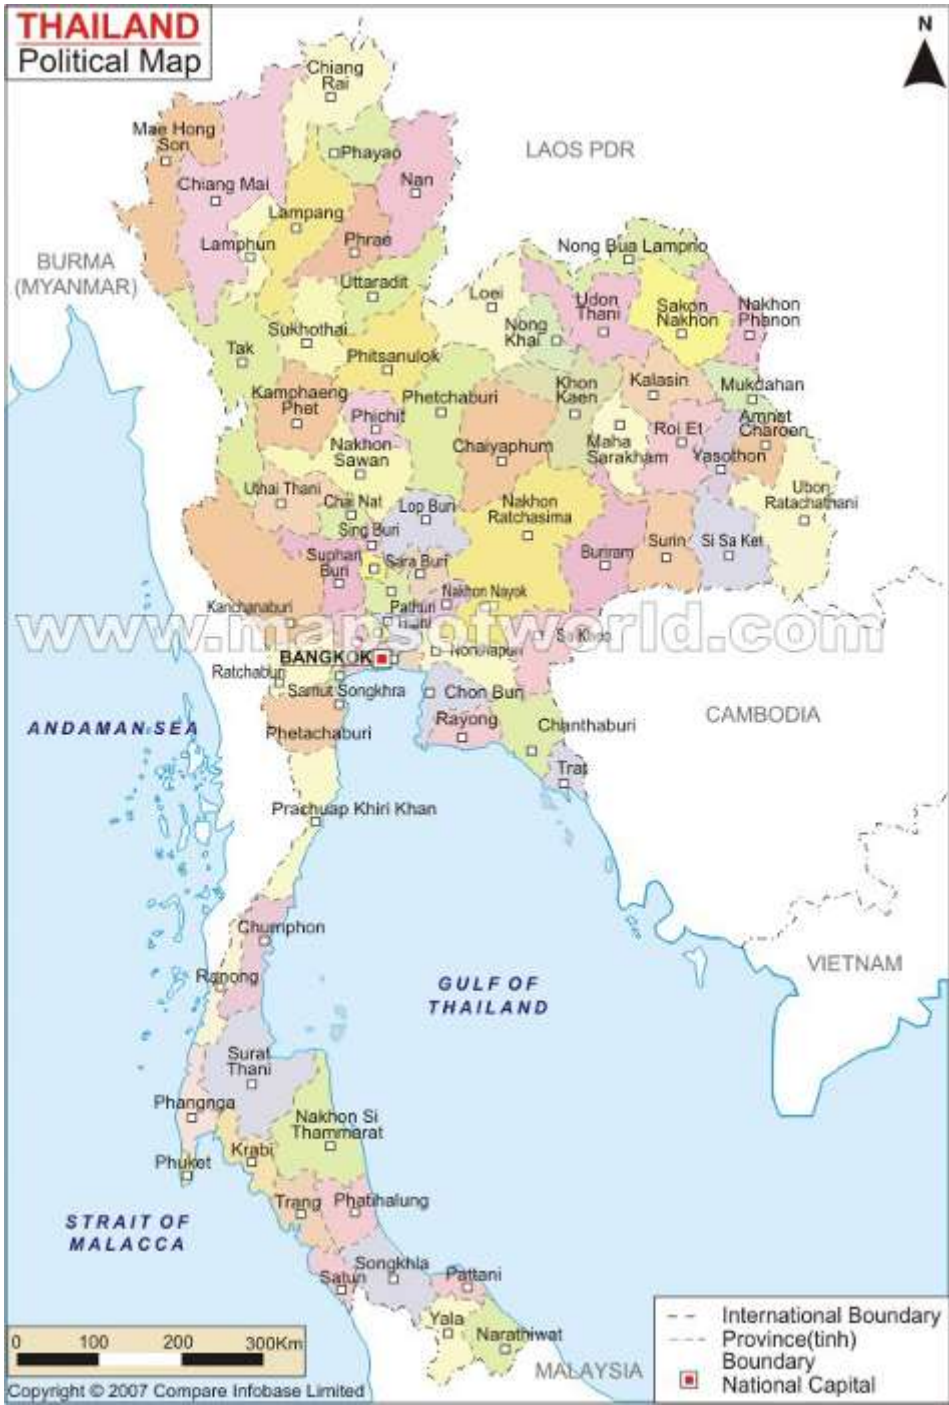 THAILAND
Political Map
N
Chiang
Rai
Mae Hong
Son
Phayao
LAOS PDR
Chiang Mai
Nan
Lampang
Lamphun
Phrae
BURMA
(MYANMAR)
Nong Bua Lampho
Uttaradit
Loei
Udon
Thani
Sakon
Nakhon
Nakhon
Phanon
Sukhothai
Nong
Khai
Tak
Phitsanulok
Kamphaeng
Phet
Phetchaburi
Khon
Kaen
Kalasin
Mukdahan
Phichit
Amnat
Charoen
Chaiyaphum
Maha
Sarakham
Roi Et
Yasothon
Nakhon
Sawan
Uthai Thani
Chai Nat
Lop Buri
Nakhon
Ratchasima
Ubon
Ratachathani
Sing Buri
Suphan
Buri
Sara Buri
Buriram
Surin
Si Sa Ket
Kanchanaburi
Pathum
Nakhon Nayok
www.mapsofworld.com
BANGKOK
Ratchaburi
Samut Songkhra
Chon Buri
Phetachaburi
Rayong
Chanthaburi
Trat
ANDAMAN SEA
CAMBODIA
Prachuap Khiri Khan
Chumphon
Ranong
VIETNAM
GULF OF
THAILAND
Surat
Thani
Phangnga
Nakhon Si
Thammarat
Krabi
Phuket
Trang
Phatihalung
STRAIT OF
MALACCA
Songkhla
Satun
Pattani
Yala
Narathiwat
MALAYSIA
0 100 200 300Km
Copyright © 2007 Compare Infobase Limited
International Boundary
Province(tinh)
Boundary
National Capital